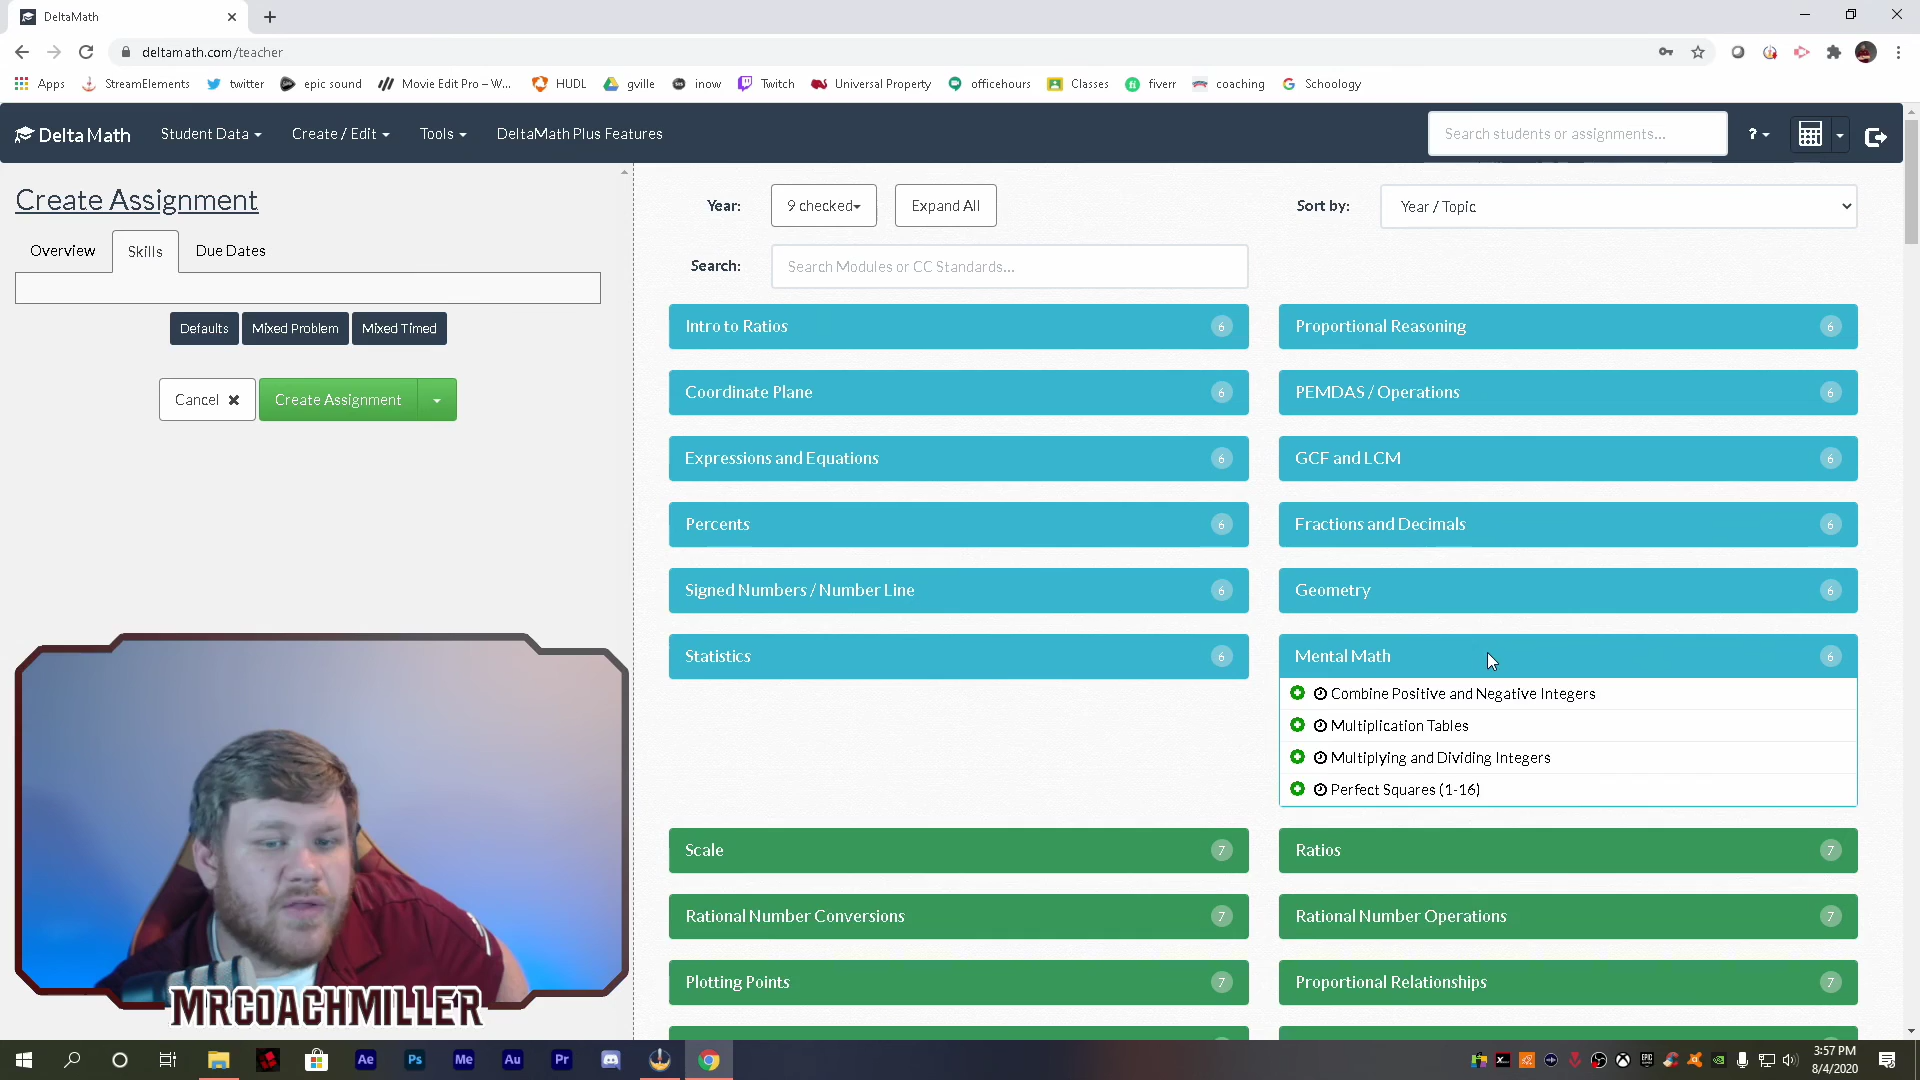 DeltaMath
deltamath.com/teacher
Apps StreamElements twitter epic sound Movie Edit Pro – W... HUDL gville inow Twitch Universal Property officehours Classes fiverr coaching Schoology
Delta Math Student Data Create / Edit Tools DeltaMath Plus Features Search students or assignments... ?
Create Assignment
Overview Skills Due Dates
Defaults Mixed Problem Mixed Timed
Cancel Create Assignment
Year: 9 checked Expand All Sort by: Year / Topic
Search: Search Modules or CC Standards...
Intro to Ratios 6 Proportional Reasoning 6
Coordinate Plane 6 PEMDAS / Operations 6
Expressions and Equations 6 GCF and LCM 6
Percents 6 Fractions and Decimals 6
Signed Numbers / Number Line 6 Geometry 6
Statistics 6 Mental Math 6
Combine Positive and Negative Integers
Multiplication Tables
Multiplying and Dividing Integers
Perfect Squares (1-16)
Scale 7 Ratios 7
Rational Number Conversions 7 Rational Number Operations 7
Plotting Points 7 Proportional Relationships 7
MRCOACHMILLER
Ae Ps Me Au Pr
3:57 PM
8/4/2020